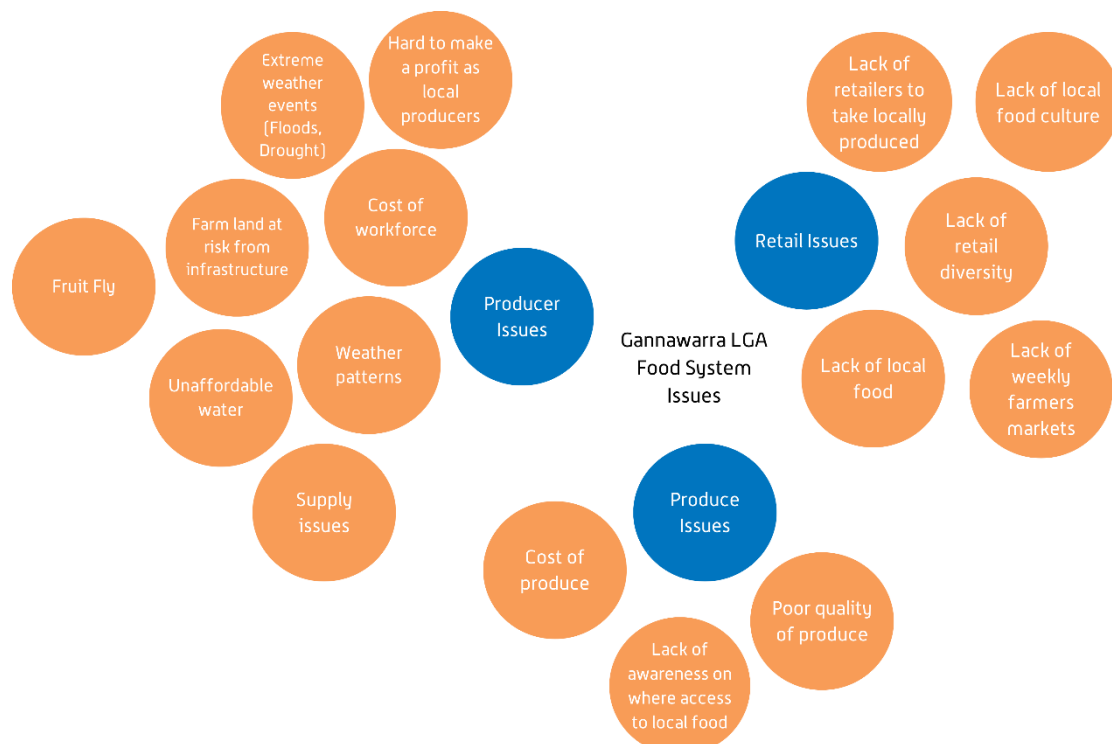 Hard to make
a profit as
local
producers
Extreme
weather
events
(Floods,
Drought)
Cost of
workforce
Farm land at
risk from
infrastructure
Fruit Fly
Producer
Issues
Weather
patterns
Unaffordable
water
Supply
issues
Gannawarra LGA
Food System
Issues
Lack of
retailers to
take locally
produced
Lack of local
food culture
Retail Issues
Lack of
retail
diversity
Lack of local
food
Lack of
weekly
farmers
markets
Produce
Issues
Cost of
produce
Poor quality
of produce
Lack of
awareness on
where access
to local food